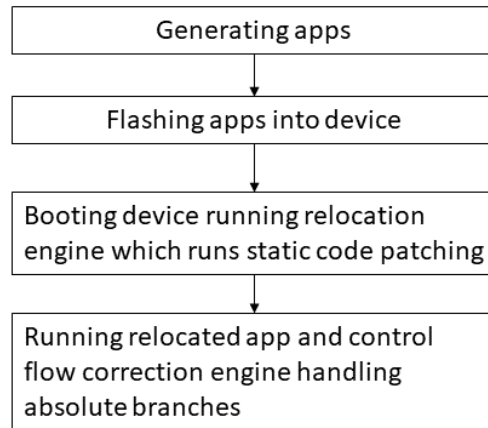 Generating apps
Flashing apps into device
Booting device running relocation
engine which runs static code patching
Running relocated app and control
flow correction engine handling
absolute branches